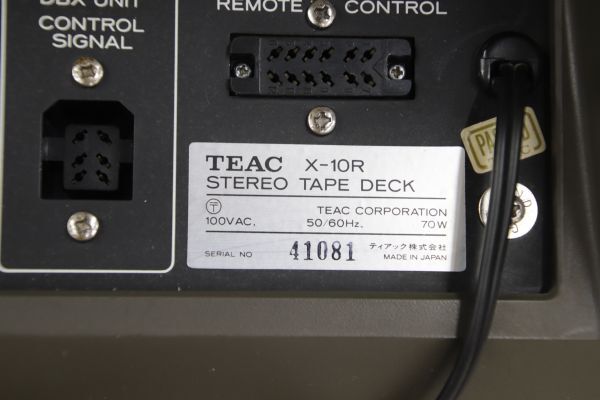 DBX UNIT
CONTROL
SIGNAL
REMOTE CONTROL
TEAC X-10R
STEREO TAPE DECK
〒
TEAC CORPORATION
100VAC, 50/60Hz, 70W
SERIAL NO 41081 ティアック株式会社
MADE IN JAPAN